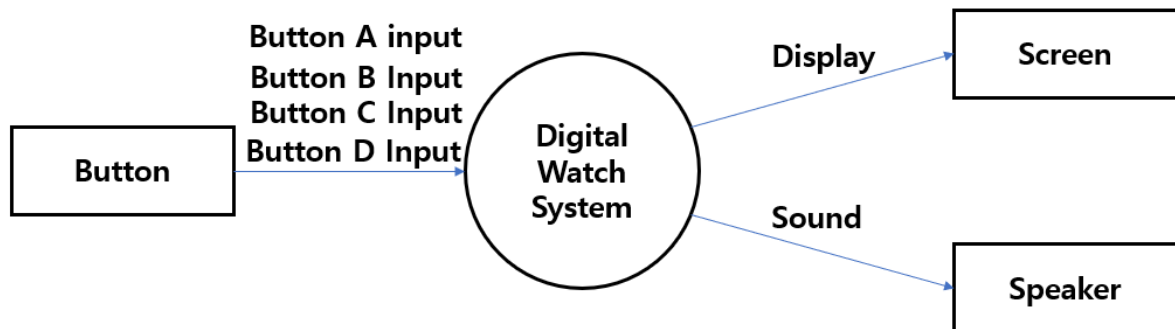 Button A input
Button B Input
Button C Input
Button D Input
Button
Digital
Watch
System
Display
Screen
Sound
Speaker